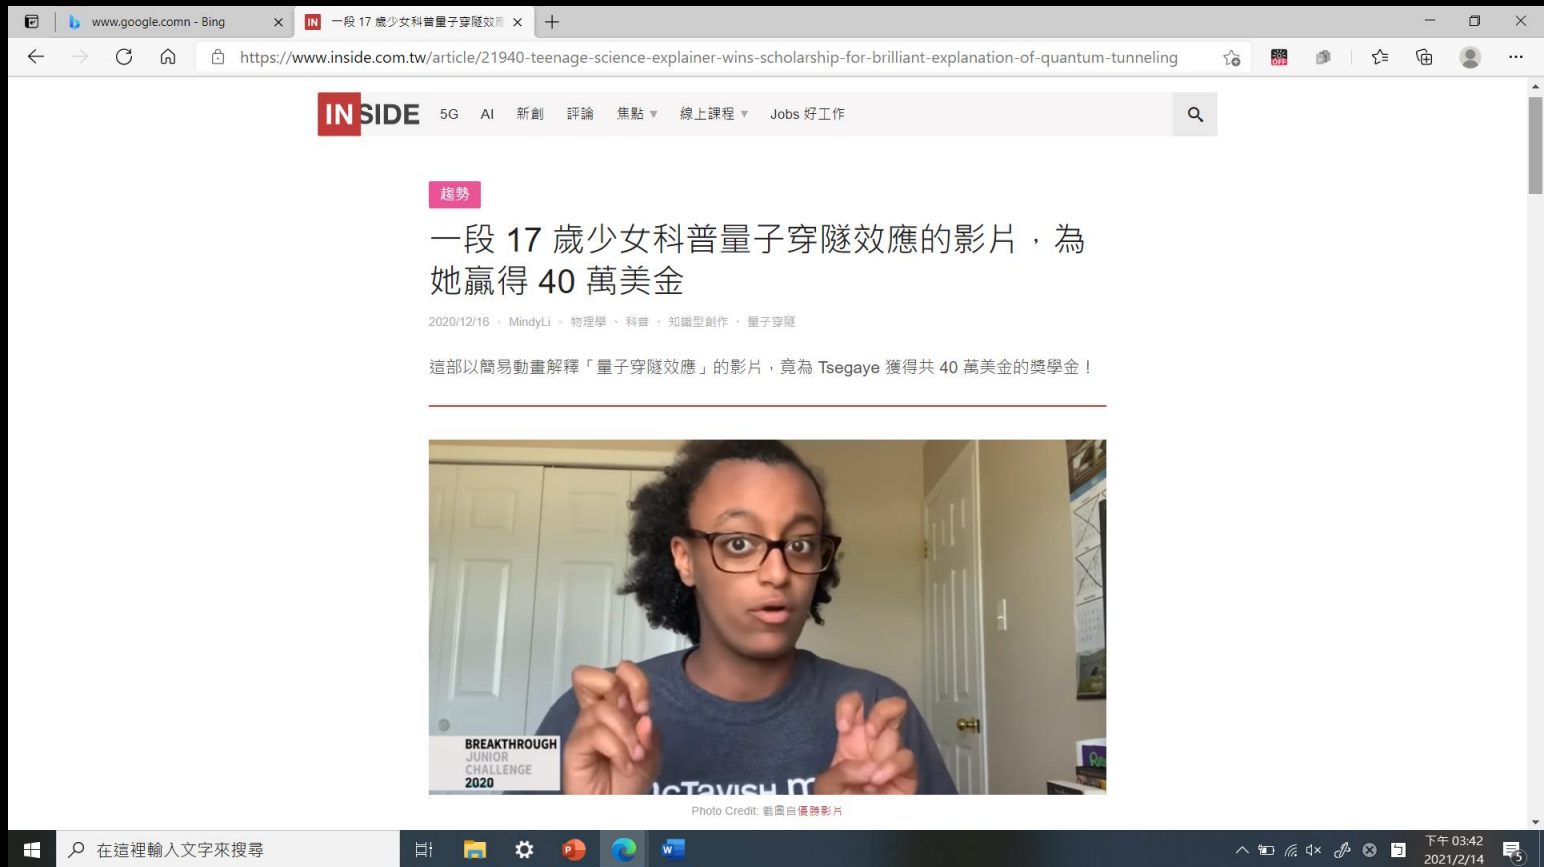 www.google.comn - Bing
IN 一段 17 歲少女科普量子穿隧效應
https://www.inside.com.tw/article/21940-teenage-science-explainer-wins-scholarship-for-brilliant-explanation-of-quantum-tunneling
OFF
INSIDE 5G AI 新創 評論 焦點 線上課程 Jobs 好工作
趨勢
一段 17 歲少女科普量子穿隧效應的影片，為
她贏得 40 萬美金
2020/12/16 MindyLi 物理學 、 科普 、 知識型創作 、 量子穿隧
這部以簡易動畫解釋「量子穿隧效應」的影片，竟為 Tsegaye 獲得共 40 萬美金的獎學金！
BREAKTHROUGH
JUNIOR
CHALLENGE
2020
McTavish
Photo Credit: 截圖自優勝影片
在這裡輸入文字來搜尋
下午 03:42
2021/2/14
5